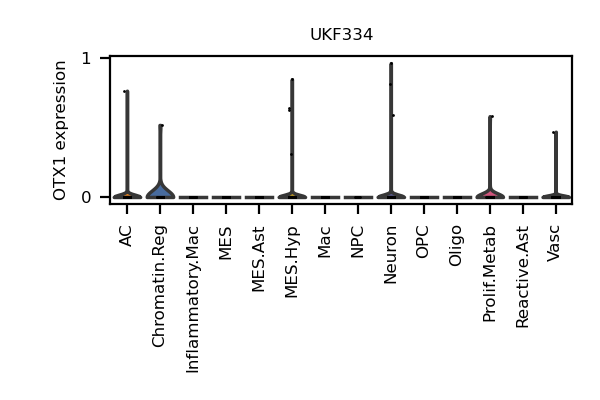 UKF334
OTX1 expression
1
0
AC
Chromatin.Reg
Inflammatory.Mac
MES
MES.Ast
MES.Hyp
Mac
NPC
Neuron
OPC
Oligo
Prolif.Metab
Reactive.Ast
Vasc